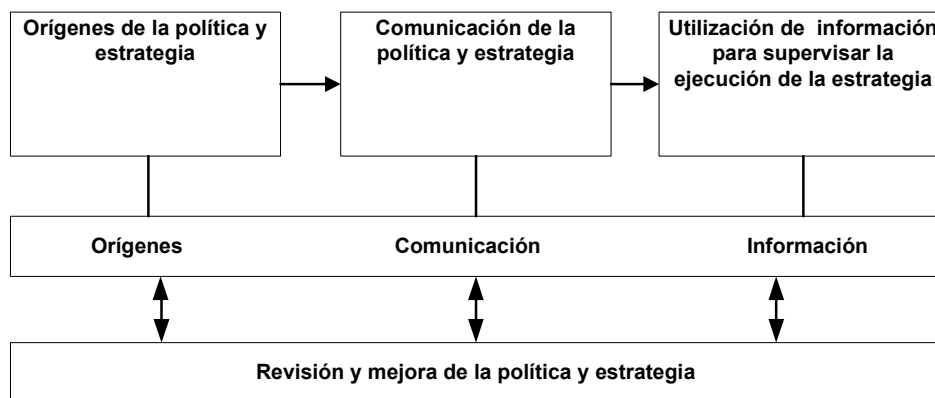 Orígenes de la política y
estrategia
Comunicación de la
política y estrategia
Utilización de información
para supervisar la
ejecución de la estrategia
Orígenes
Comunicación
Información
Revisión y mejora de la política y estrategia